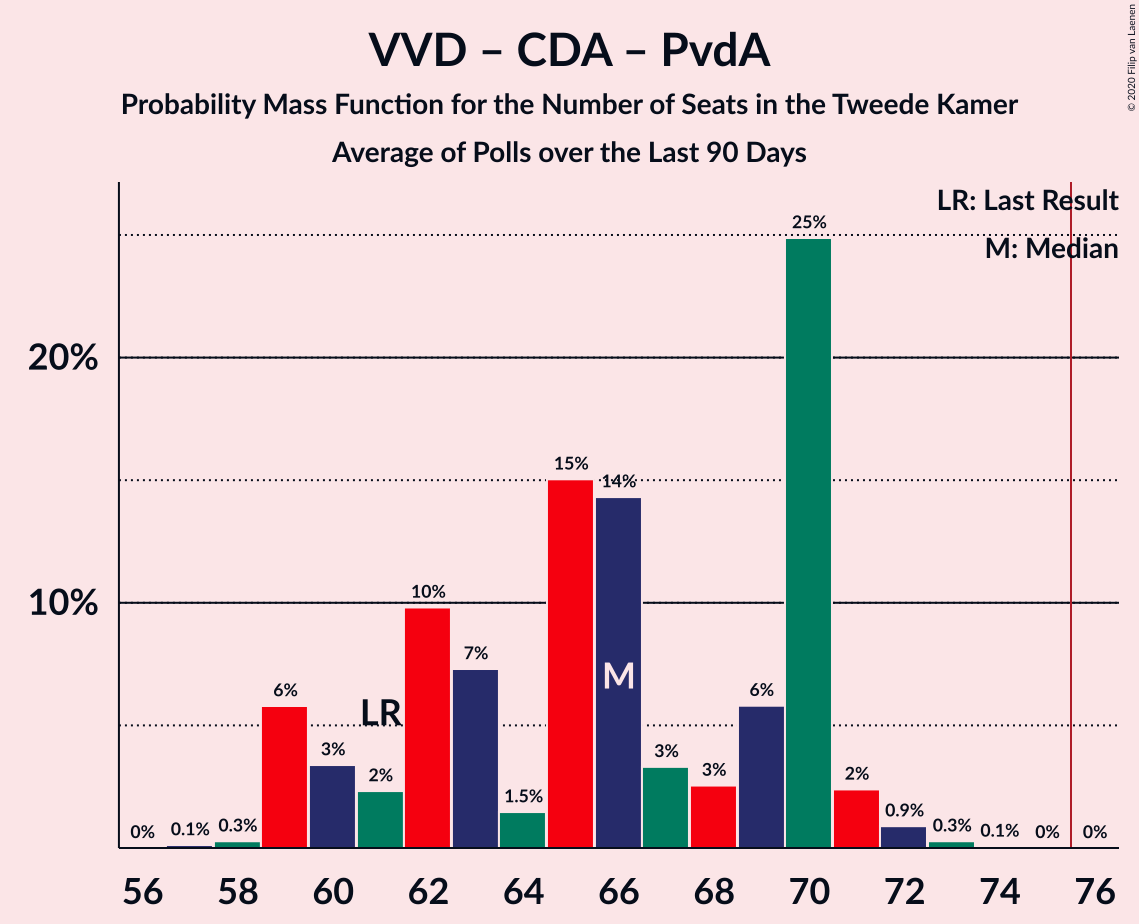 VVD – CDA – PvdA
Probability Mass Function for the Number of Seats in the Tweede Kamer
Average of Polls over the Last 90 Days
© 2020 Filip van Laenen
LR: Last Result
M: Median
20%
10%
0%
0.1%
0.3%
6%
3%
2%
10%
7%
1.5%
15%
14%
3%
3%
6%
25%
2%
0.9%
0.3%
0.1%
0%
0%
LR
M
56 58 60 62 64 66 68 70 72 74 76